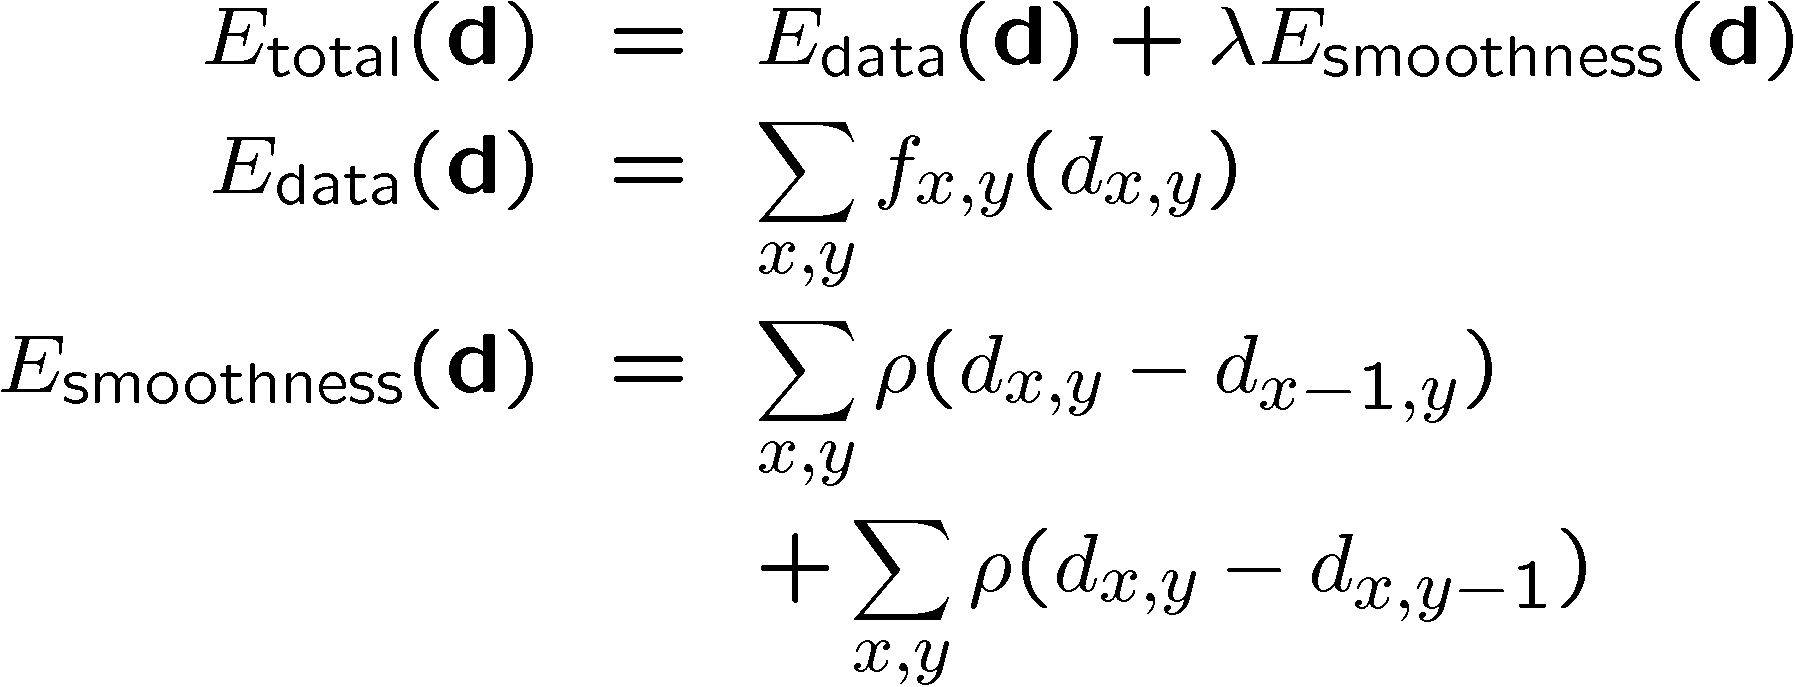 E_total(d) = E_data(d) + λE_smoothness(d)
E_data(d) = ∑_{x,y} f_{x,y}(d_{x,y})
E_smoothness(d) = ∑_{x,y} ρ(d_{x,y} − d_{x−1,y})
+ ∑_{x,y} ρ(d_{x,y} − d_{x,y−1})